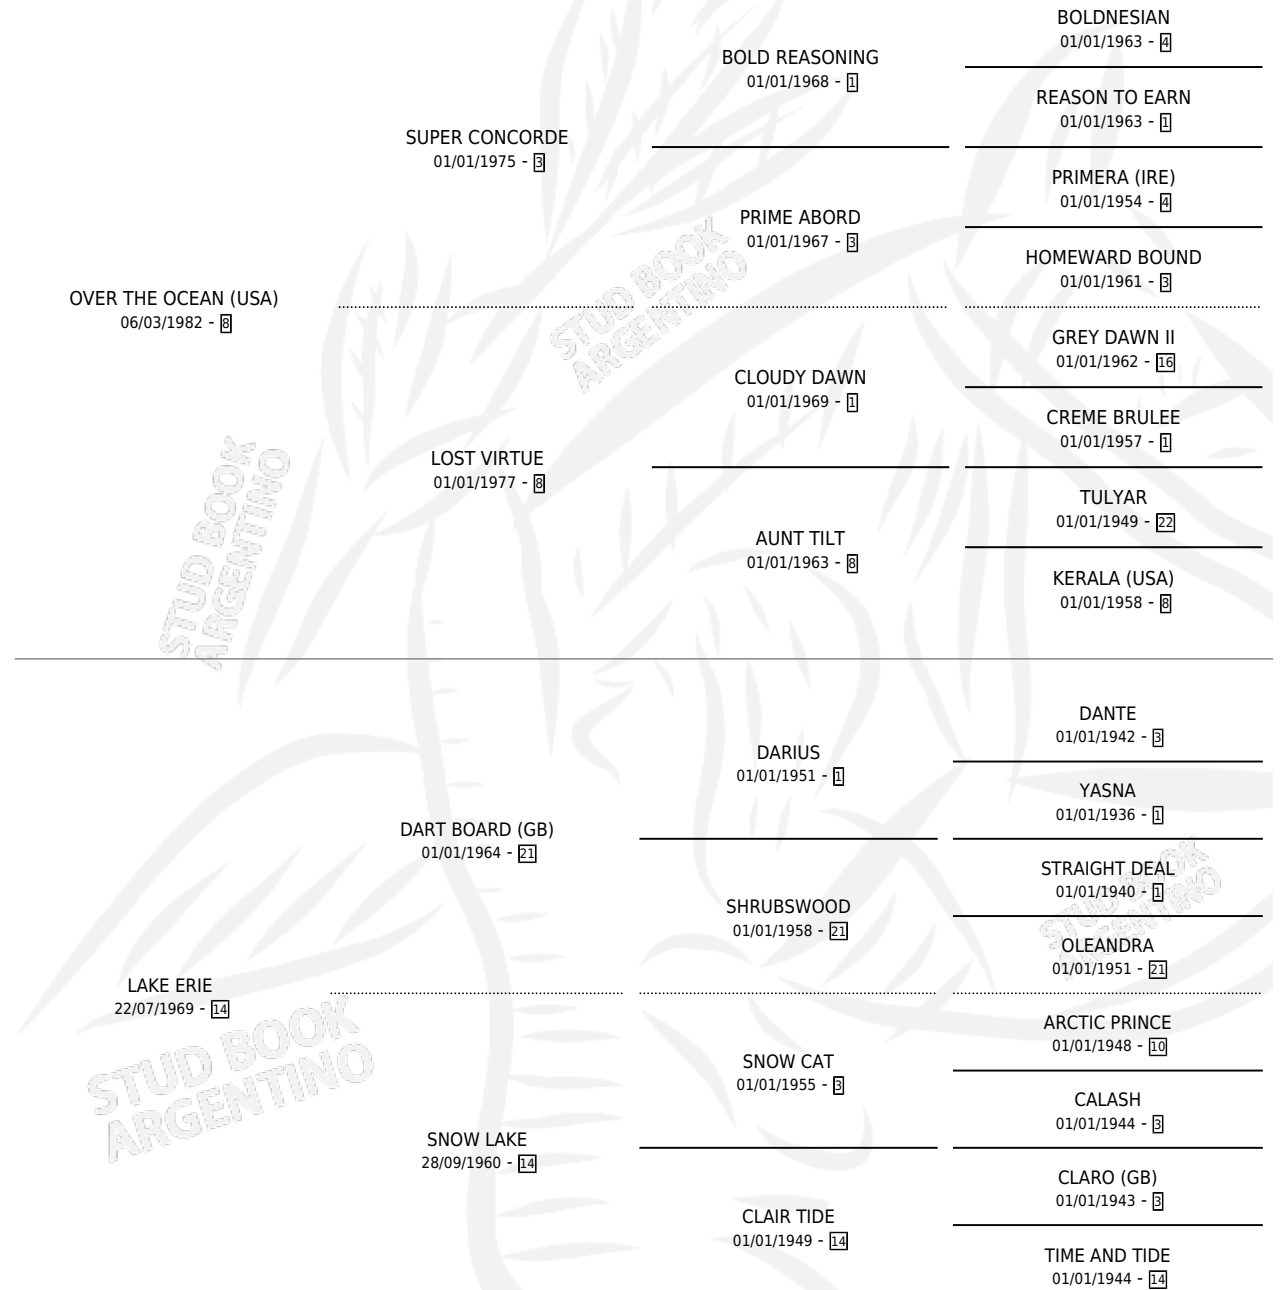 BOLDNESIAN
01/01/1963 - 4
BOLD REASONING
01/01/1968 - 1
REASON TO EARN
01/01/1963 - 1
SUPER CONCORDE
01/01/1975 - 3
PRIMERA (IRE)
01/01/1954 - 4
PRIME ABORD
01/01/1967 - 3
HOMEWARD BOUND
01/01/1961 - 3
OVER THE OCEAN (USA)
06/03/1982 - 8
GREY DAWN II
01/01/1962 - 16
CLOUDY DAWN
01/01/1969 - 1
CREME BRULEE
01/01/1957 - 1
LOST VIRTUE
01/01/1977 - 8
TULYAR
01/01/1949 - 22
AUNT TILT
01/01/1963 - 8
KERALA (USA)
01/01/1958 - 8
STUD BOOK
ARGENTINO
STUD BOOK
ARGENTINO
DANTE
01/01/1942 - 3
DARIUS
01/01/1951 - 1
YASNA
01/01/1936 - 1
DART BOARD (GB)
01/01/1964 - 21
STRAIGHT DEAL
01/01/1940 - 1
SHRUBSWOOD
01/01/1958 - 21
OLEANDRA
01/01/1951 - 21
STUD BOOK
ARGENTINO
LAKE ERIE
22/07/1969 - 14
ARCTIC PRINCE
01/01/1948 - 10
SNOW CAT
01/01/1955 - 3
CALASH
01/01/1944 - 3
STUD BOOK
ARGENTINO
SNOW LAKE
28/09/1960 - 14
CLARO (GB)
01/01/1943 - 3
CLAIR TIDE
01/01/1949 - 14
TIME AND TIDE
01/01/1944 - 14